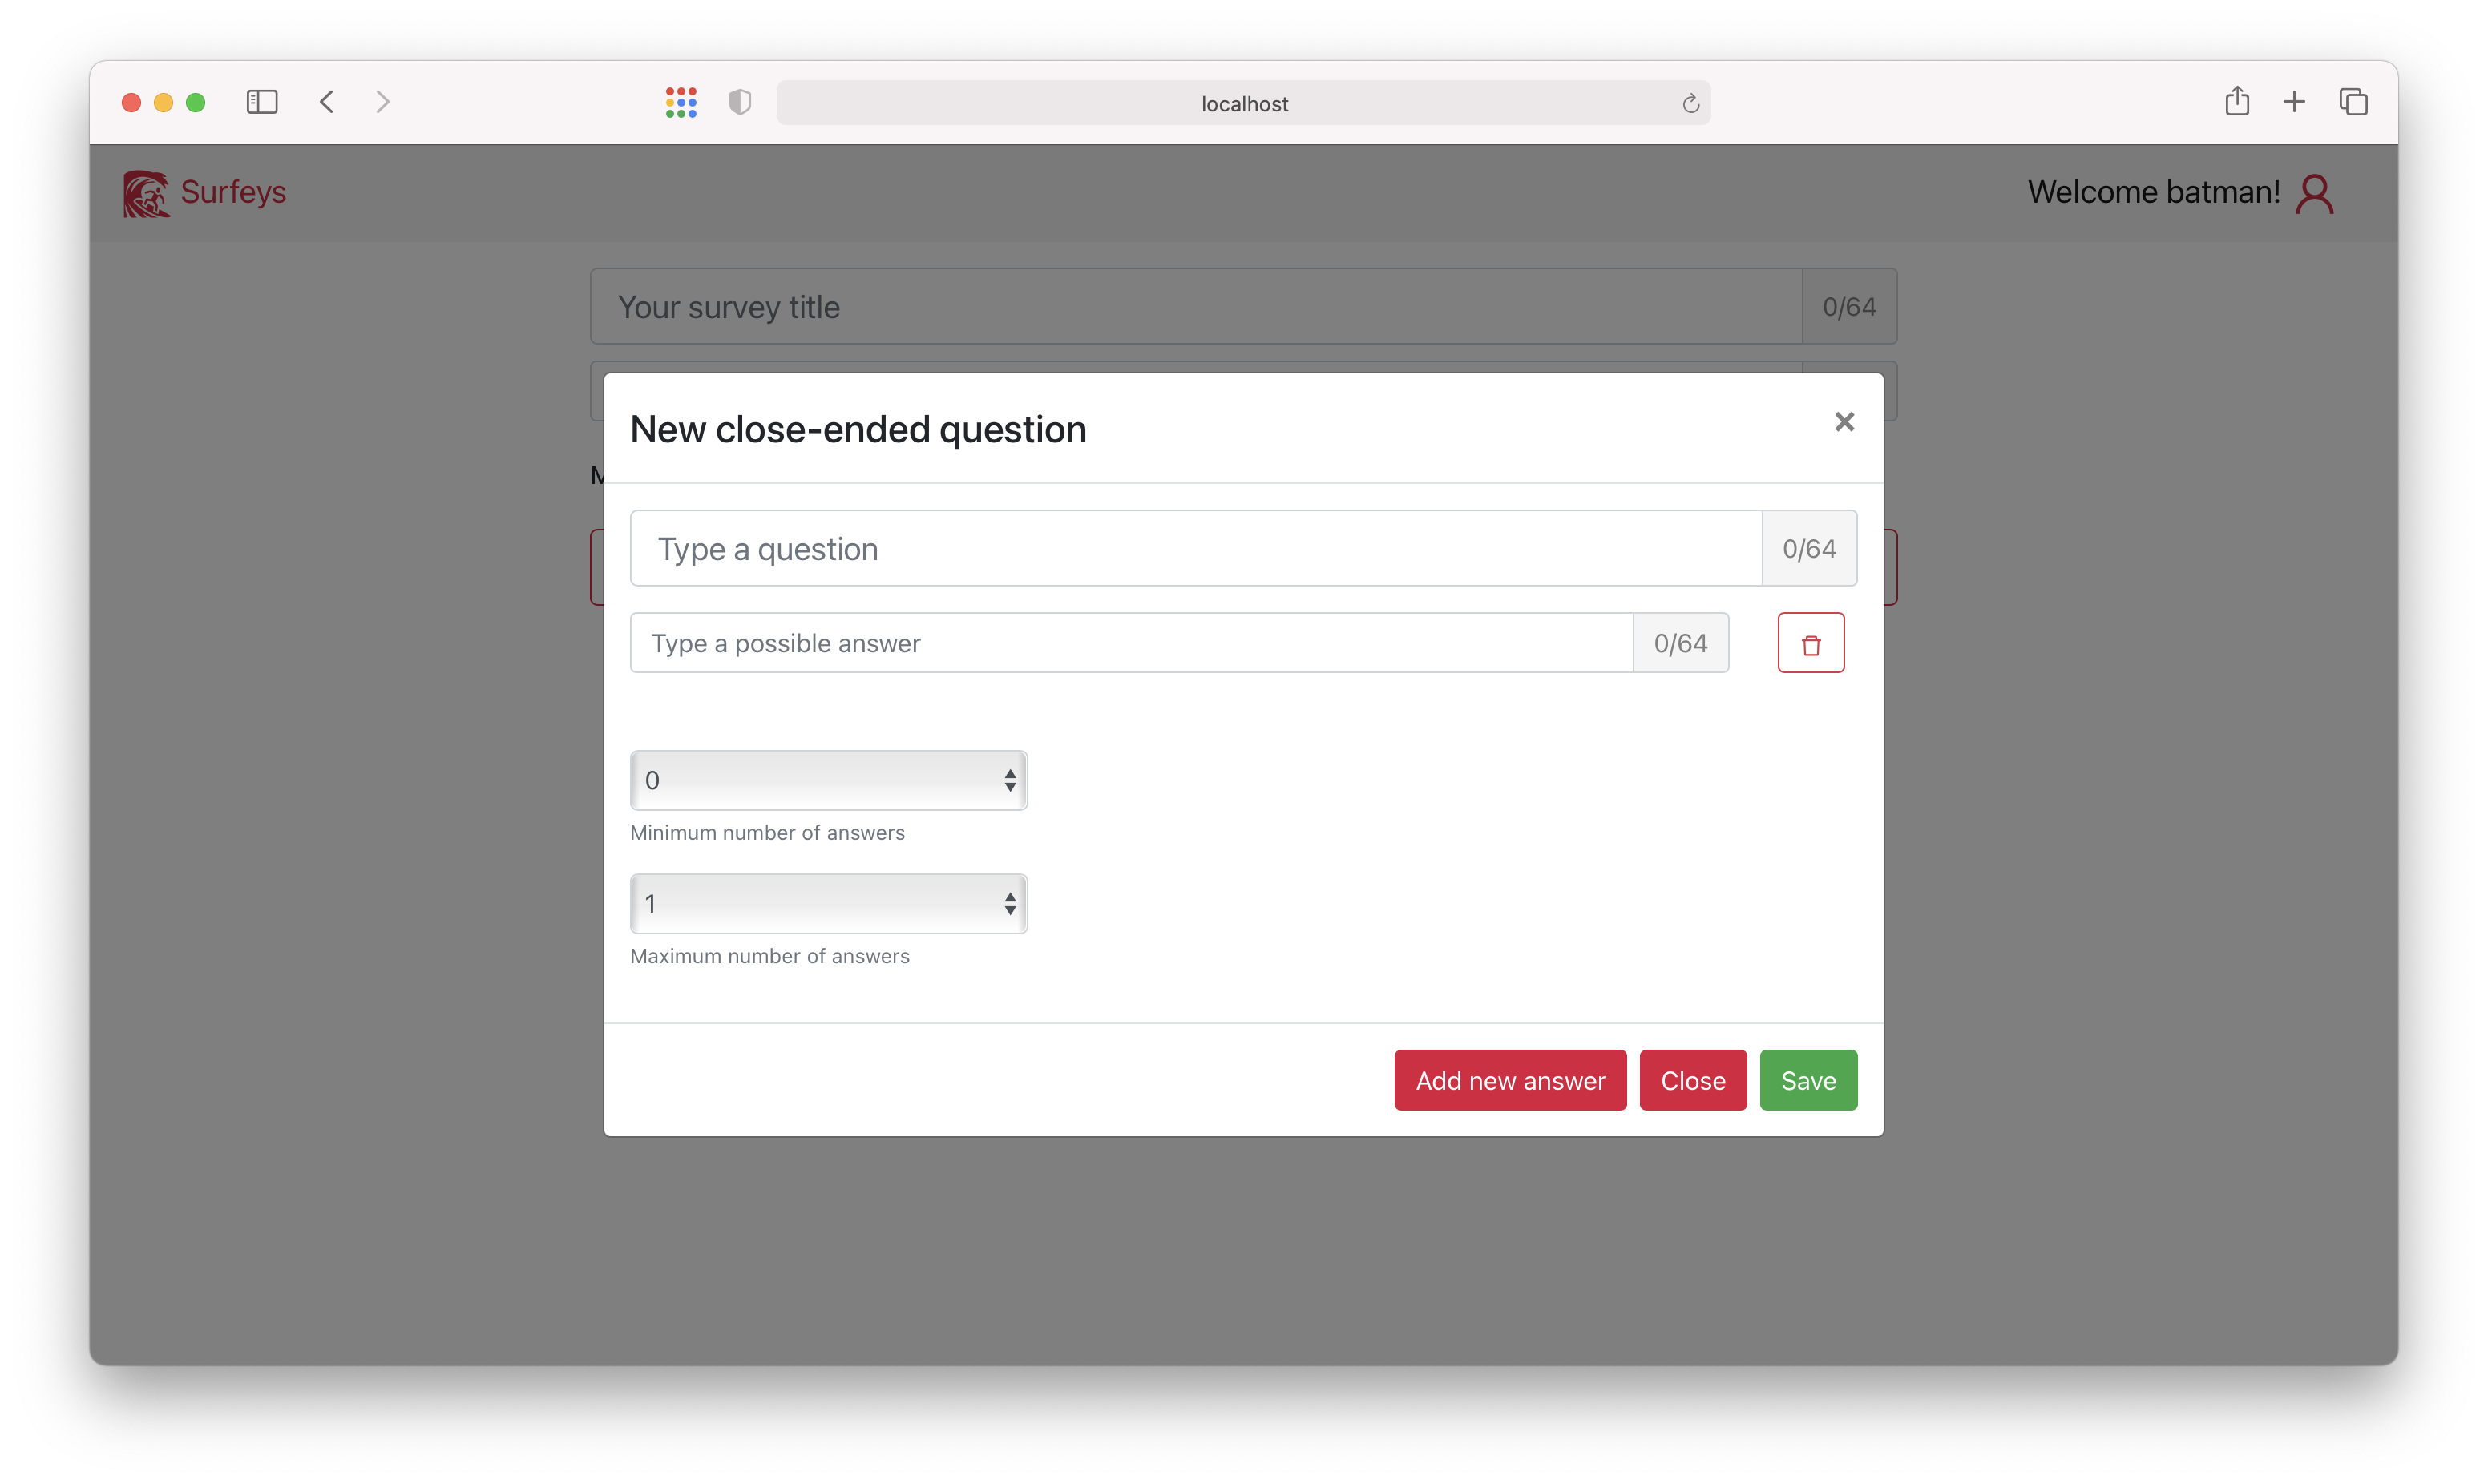 localhost
Surfeys
Welcome batman!
Your survey title
0/64
New close-ended question
Type a question
0/64
Type a possible answer
0/64
0
Minimum number of answers
1
Maximum number of answers
Add new answer
Close
Save